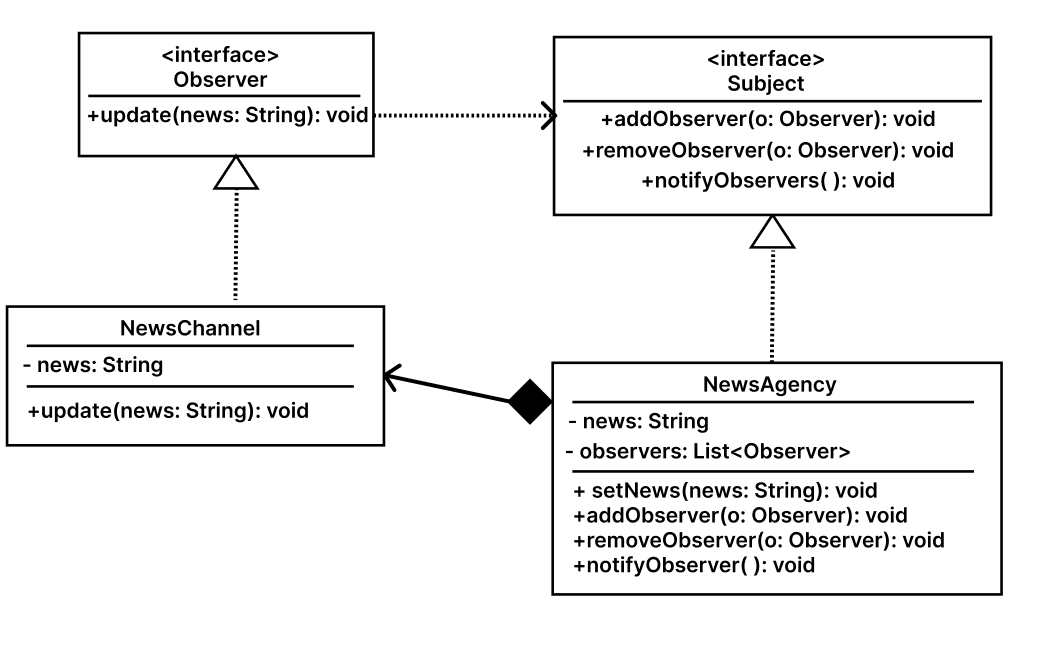 <interface>
Observer
+update(news: String): void
<interface>
Subject
+addObserver(o: Observer): void
+removeObserver(o: Observer): void
+notifyObservers( ): void
NewsChannel
- news: String
+update(news: String): void
NewsAgency
- news: String
- observers: List<Observer>
+ setNews(news: String): void
+addObserver(o: Observer): void
+removeObserver(o: Observer): void
+notifyObserver( ): void